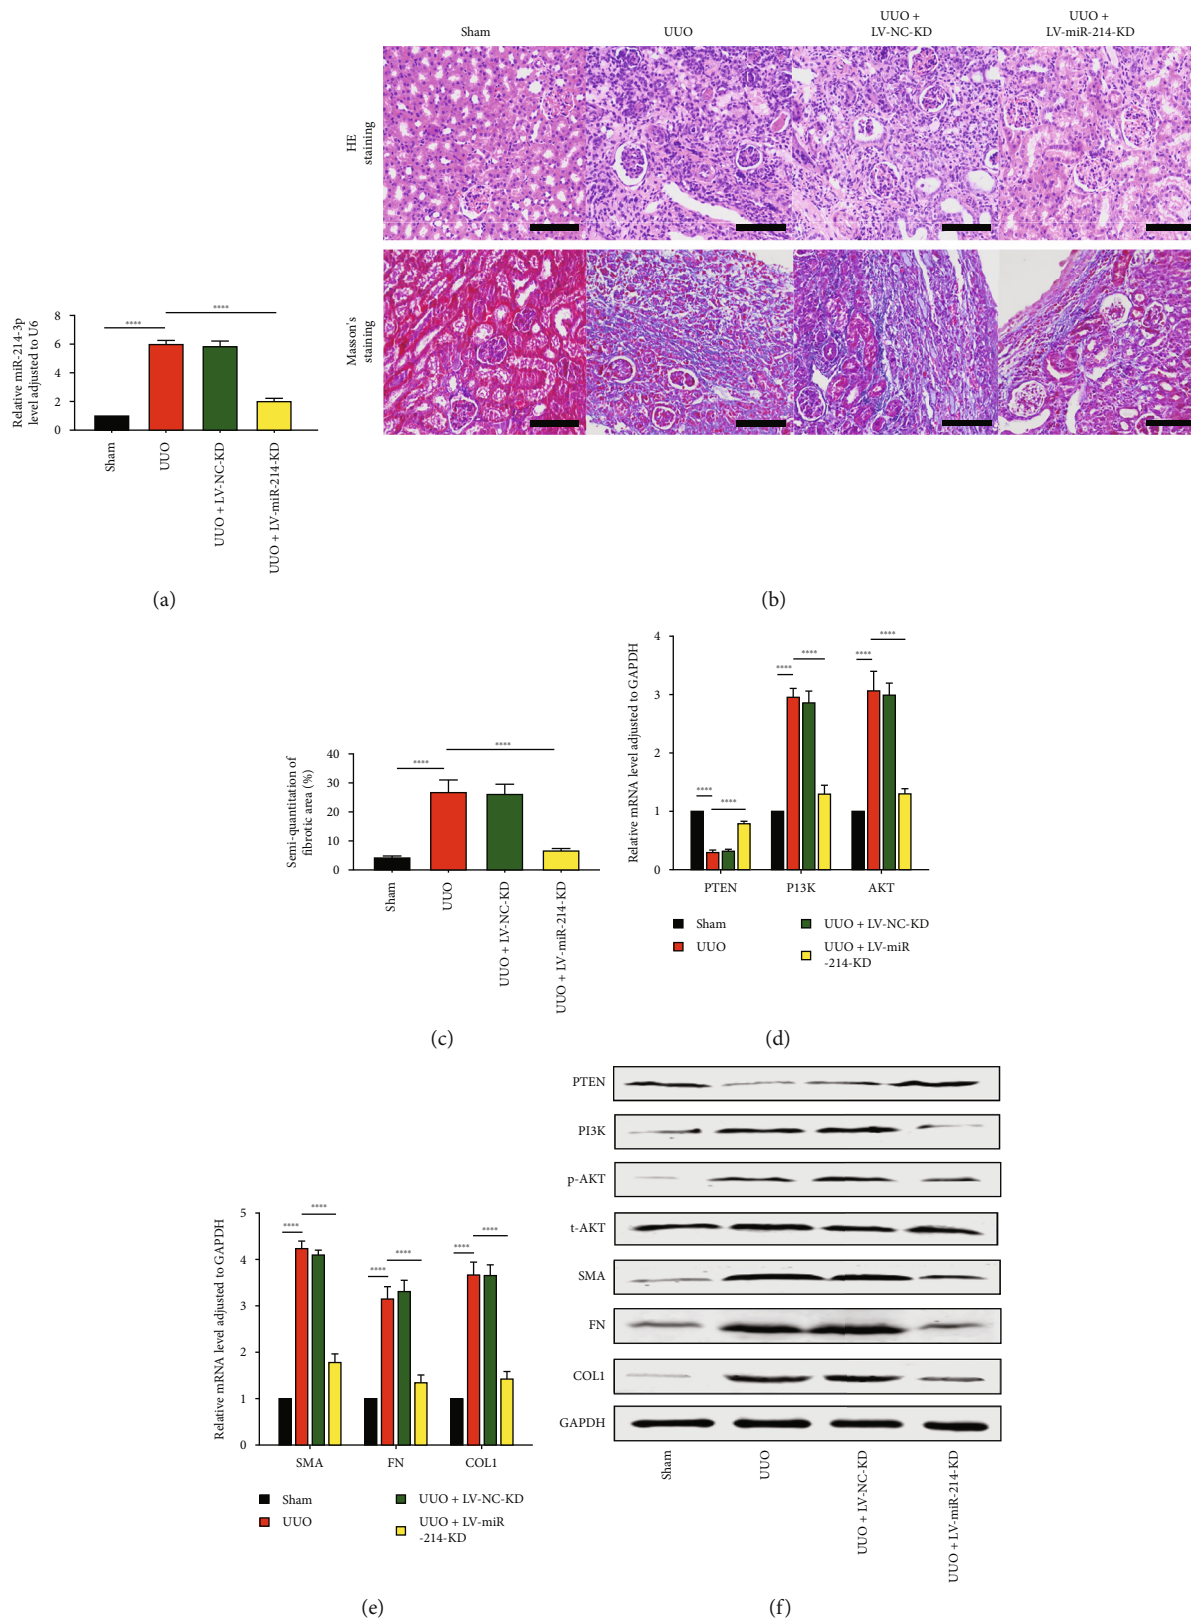 Sham
UUO
UUO +
LV-NC-KD
UUO +
LV-miR-214-KD
HE
staining
Masson's
staining
Relative miR-214-3p
level adjusted to U6
8
6
4
2
0
****
****
Sham
UUO
UUO + LV-NC-KD
UUO + LV-miR-214-KD
(a)
(b)
Semi-quantitation of
fibrotic area (%)
40
30
20
10
0
****
****
Sham
UUO
UUO + LV-NC-KD
UUO + LV-miR-214-KD
(c)
Relative mRNA level adjusted to GAPDH
4
3
2
1
0
****
****
****
****
****
****
PTEN
P13K
AKT
Sham
UUO
UUO + LV-NC-KD
UUO + LV-miR
-214-KD
(d)
Relative mRNA level adjusted to GAPDH
5
4
3
2
1
0
****
****
****
****
****
****
SMA
FN
COL1
Sham
UUO
UUO + LV-NC-KD
UUO + LV-miR
-214-KD
(e)
PTEN
PI3K
p-AKT
t-AKT
SMA
FN
COL1
GAPDH
Sham
UUO
UUO + LV-NC-KD
UUO + LV-miR-214-KD
(f)